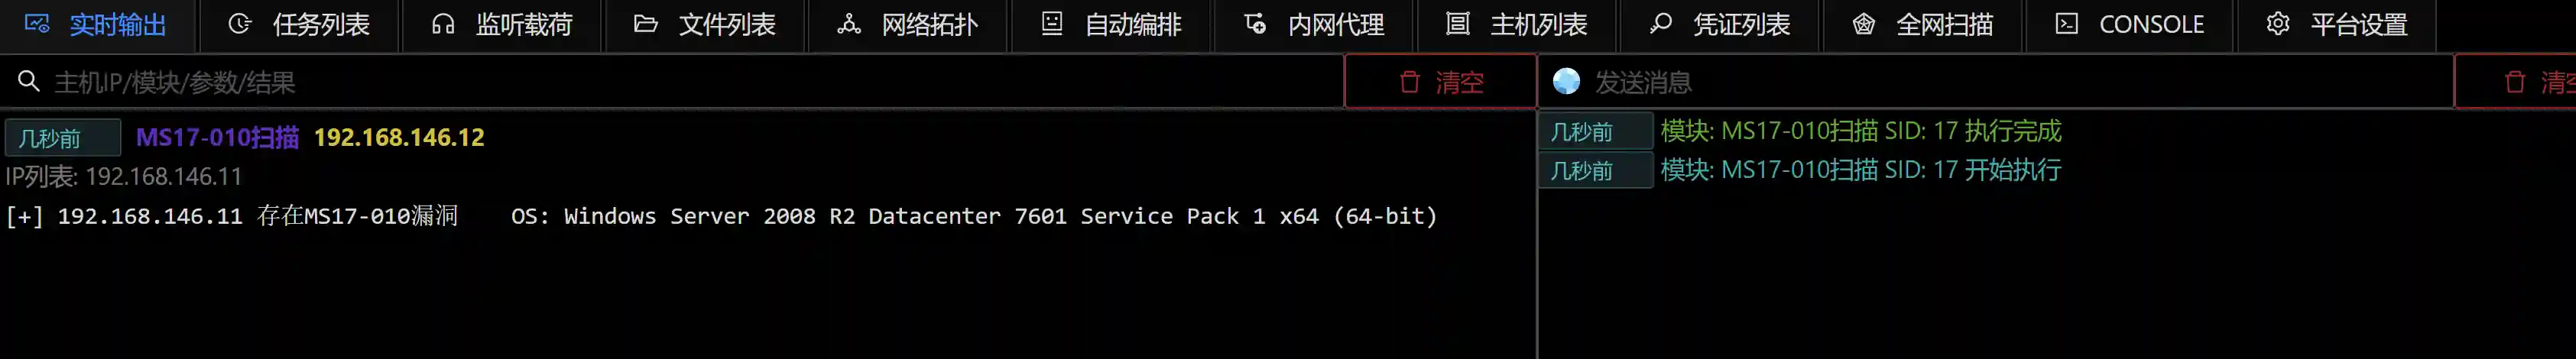 实时输出 任务列表 监听载荷 文件列表 网络拓扑 自动编排 内网代理 主机列表 凭证列表 全网扫描 CONSOLE 平台设置
主机IP/模块/参数/结果 清空
几秒前 MS17-010扫描 192.168.146.12
IP列表: 192.168.146.11
[+] 192.168.146.11 存在MS17-010漏洞 OS: Windows Server 2008 R2 Datacenter 7601 Service Pack 1 x64 (64-bit)
发送消息 清空
几秒前 模块: MS17-010扫描 SID: 17 执行完成
几秒前 模块: MS17-010扫描 SID: 17 开始执行